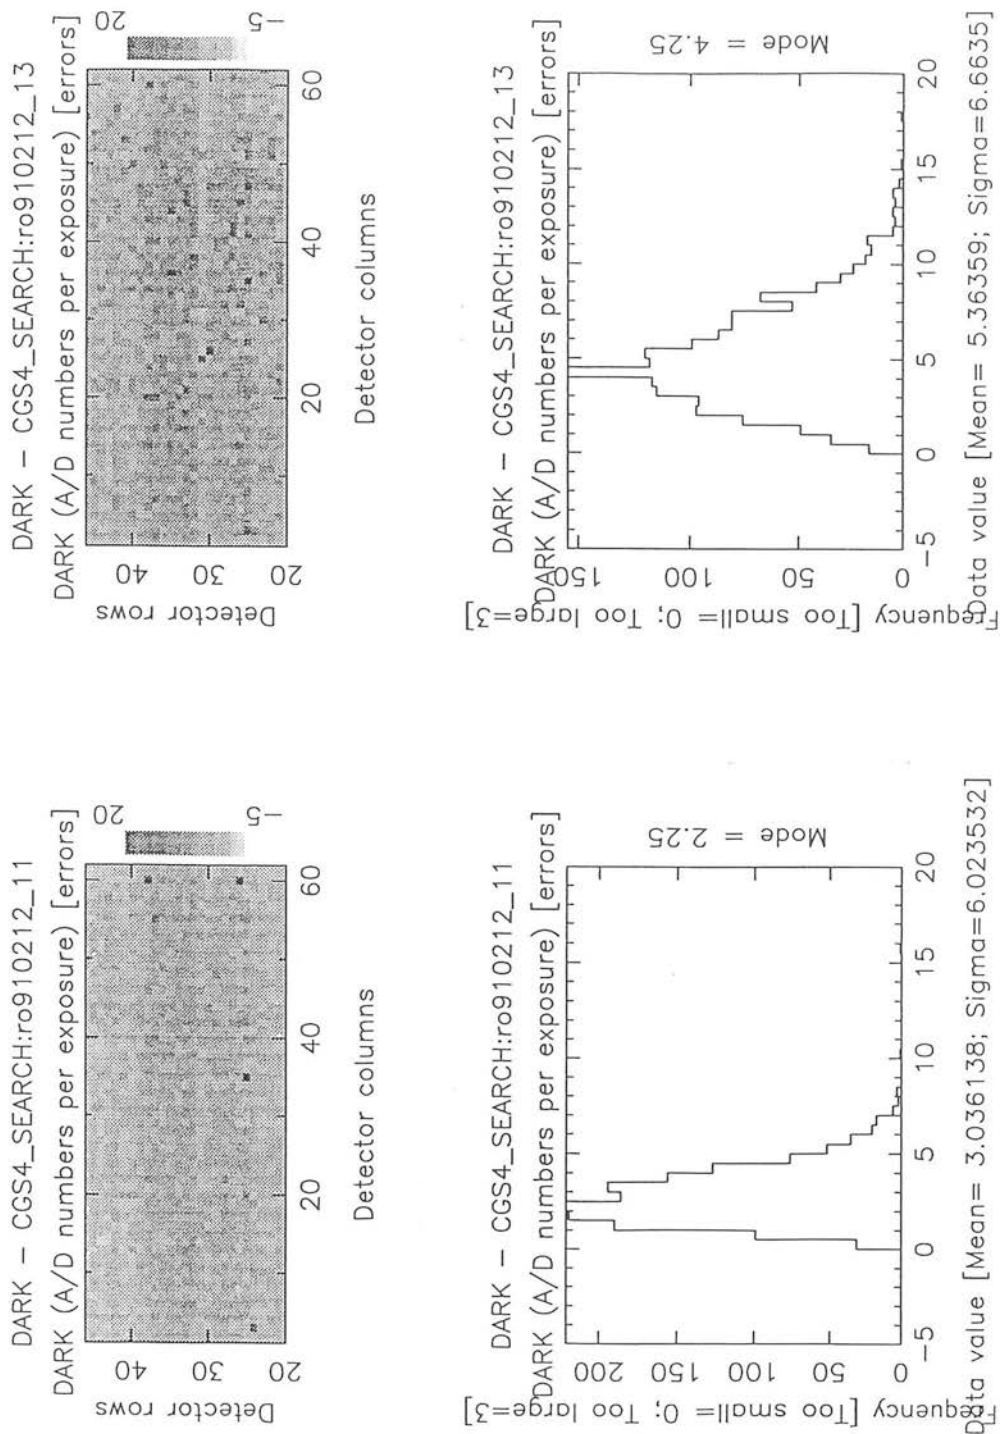 DARK – CGS4_SEARCH:ro910212_11
DARK (A/D numbers per exposure) [errors]
20
-5
Detector rows
40
30
20
20
40
60
Detector columns
DARK – CGS4_SEARCH:ro910212_13
DARK (A/D numbers per exposure) [errors]
20
-5
Detector rows
40
30
20
20
40
60
Detector columns
DARK – CGS4_SEARCH:ro910212_11
DARK (A/D numbers per exposure) [errors]
Mode = 2.25
Frequency [Too small= 0; Too large=3]
200
150
100
50
0
-5
0
5
10
15
20
Data value [Mean= 3.036138; Sigma=6.023532]
DARK – CGS4_SEARCH:ro910212_13
DARK (A/D numbers per exposure) [errors]
Mode = 4.25
Frequency [Too small= 0; Too large=3]
150
100
50
0
-5
0
5
10
15
20
Data value [Mean= 5.36359; Sigma=6.6635]